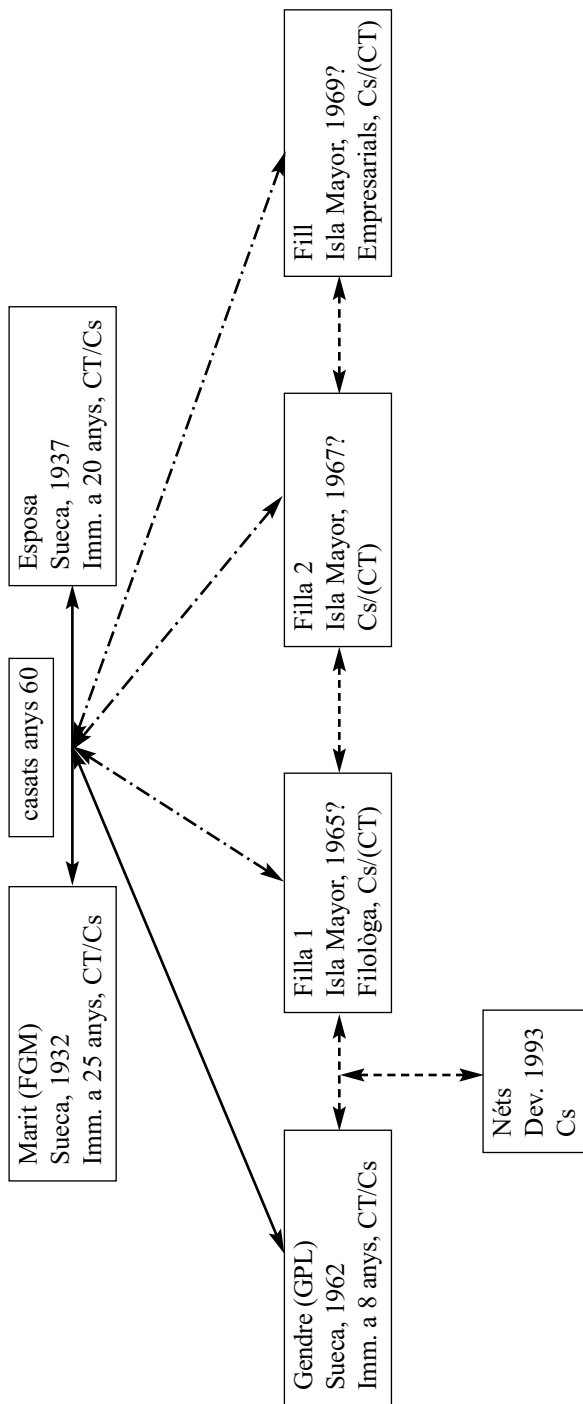 Marit (FGM)
Sueca, 1932
Imm. a 25 anys, CT/Cs
casats anys 60
Esposa
Sueca, 1937
Imm. a 20 anys, CT/Cs
Gendre (GPL)
Sueca, 1962
Imm. a 8 anys, CT/Cs
Filla 1
Isla Mayor, 1965?
Filològa, Cs/(CT)
Filla 2
Isla Mayor, 1967?
Cs/(CT)
Fill
Isla Mayor, 1969?
Empresarials, Cs/(CT)
Néts
Dev. 1993
Cs